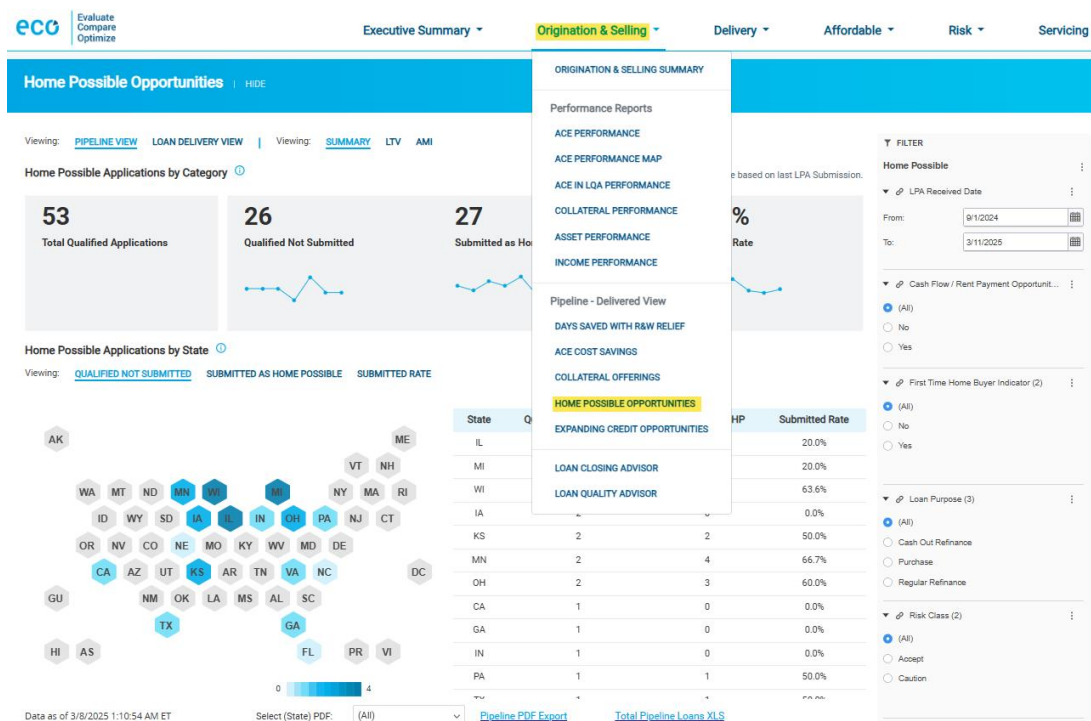 eco Evaluate
Compare
Optimize
Executive Summary
Origination & Selling
Delivery
Affordable
Risk
Servicing
Home Possible Opportunities | HIDE
ORIGINATION & SELLING SUMMARY
Performance Reports
ACE PERFORMANCE
ACE PERFORMANCE MAP
ACE IN LQA PERFORMANCE
COLLATERAL PERFORMANCE
ASSET PERFORMANCE
INCOME PERFORMANCE
Pipeline - Delivered View
DAYS SAVED WITH R&W RELIEF
ACE COST SAVINGS
COLLATERAL OFFERINGS
HOME POSSIBLE OPPORTUNITIES
EXPANDING CREDIT OPPORTUNITIES
LOAN CLOSING ADVISOR
LOAN QUALITY ADVISOR
Viewing: PIPELINE VIEW LOAN DELIVERY VIEW | Viewing: SUMMARY LTV AMI
Home Possible Applications by Category
based on last LPA Submission.
53
Total Qualified Applications
26
Qualified Not Submitted
27
Submitted as
%
Rate
Home Possible Applications by State
Viewing: QUALIFIED NOT SUBMITTED SUBMITTED AS HOME POSSIBLE SUBMITTED RATE
AK ME
VT NH
WA MT ND MN WI MI NY MA RI
ID WY SD IA IL IN OH PA NJ CT
OR NV CO NE MO KY WV MD DE
CA AZ UT KS AR TN VA NC DC
GU NM OK LA MS AL SC
TX GA
HI AS FL PR VI
0 4
State HP Submitted Rate
IL 20.0%
MI 20.0%
WI 63.6%
IA 0.0%
KS 2 2 50.0%
MN 2 4 66.7%
OH 2 3 60.0%
CA 1 0 0.0%
GA 1 0 0.0%
IN 1 0 0.0%
PA 1 1 50.0%
Data as of 3/8/2025 1:10:54 AM ET
Select (State) PDF: (All)
Pipeline PDF Export
Total Pipeline Loans XLS
FILTER
Home Possible
LPA Received Date
From: 9/1/2024
To: 3/11/2025
Cash Flow / Rent Payment Opportunit...
(All)
No
Yes
First Time Home Buyer Indicator (2)
(All)
No
Yes
Loan Purpose (3)
(All)
Cash Out Refinance
Purchase
Regular Refinance
Risk Class (2)
(All)
Accept
Caution